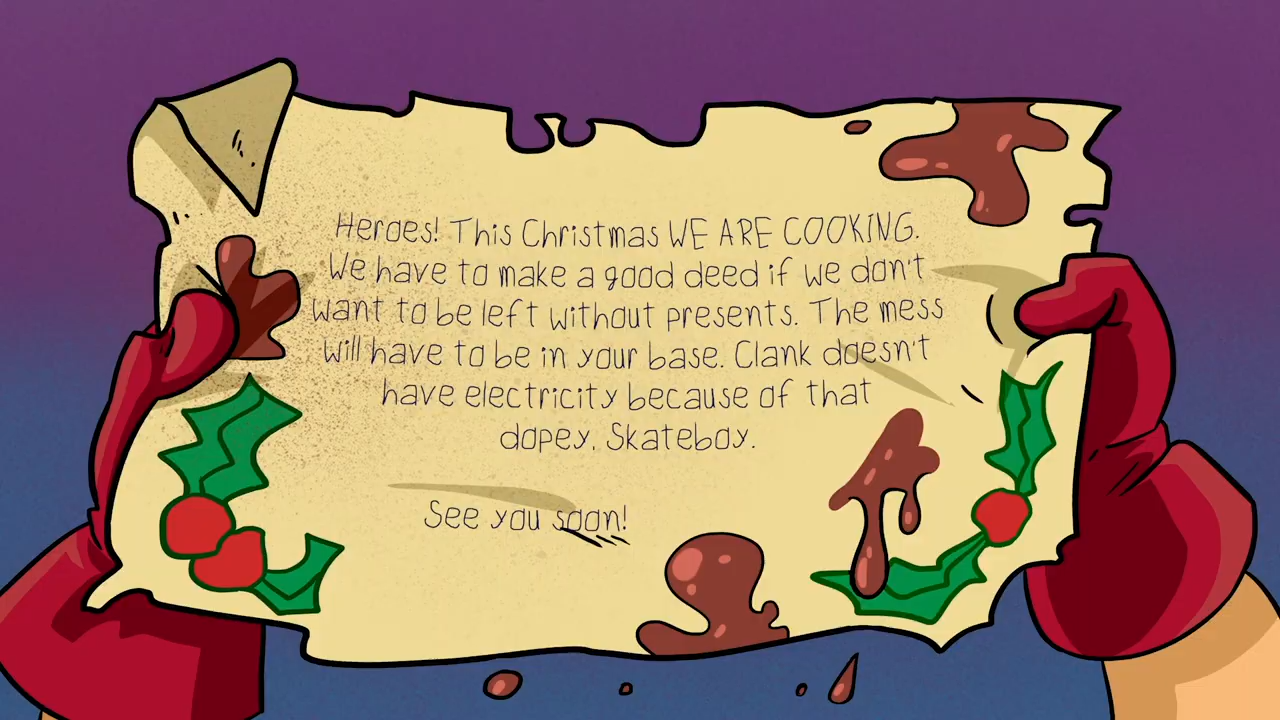 Heroes! This Christmas WE ARE COOKING.
We have to make a good deed if we don't
want to be left without presents. The mess
will have to be in your base. Clank doesn't
have electricity because of that
dopey, Skateboy.
See you soon!